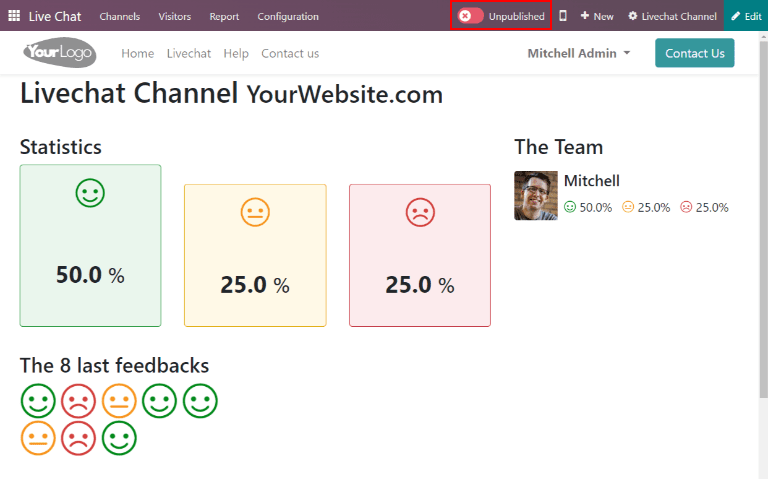 Live Chat Channels Visitors Report Configuration Unpublished New Livechat Channel Edit
YourLogo Home Livechat Help Contact us Mitchell Admin Contact Us
Livechat Channel YourWebsite.com
Statistics
The Team
Mitchell
50.0% 25.0% 25.0%
50.0 % 25.0 % 25.0 %
The 8 last feedbacks